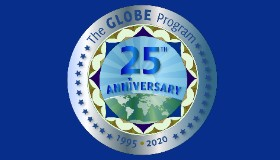 The GLOBE Program
25TH
ANNIVERSARY
1995 • 2020